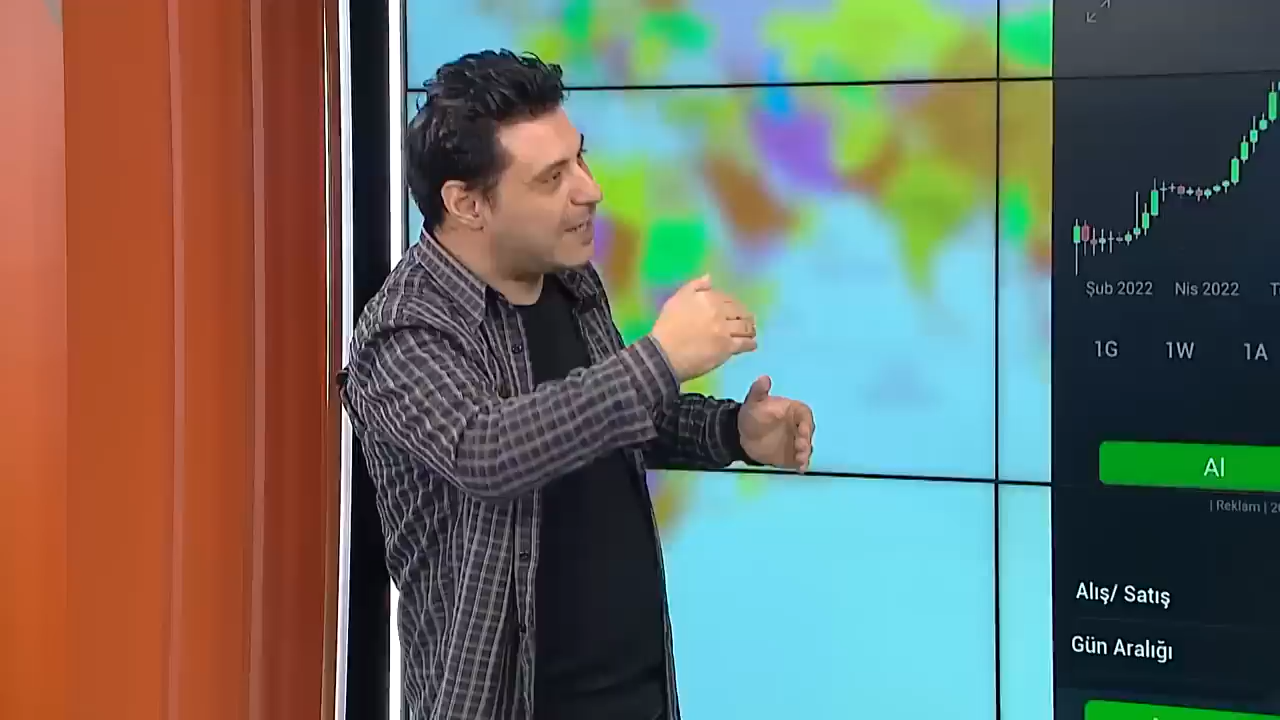 Şub 2022 Nis 2022
1G 1W 1A
Al
| Reklam |
Alış/ Satış
Gün Aralığı